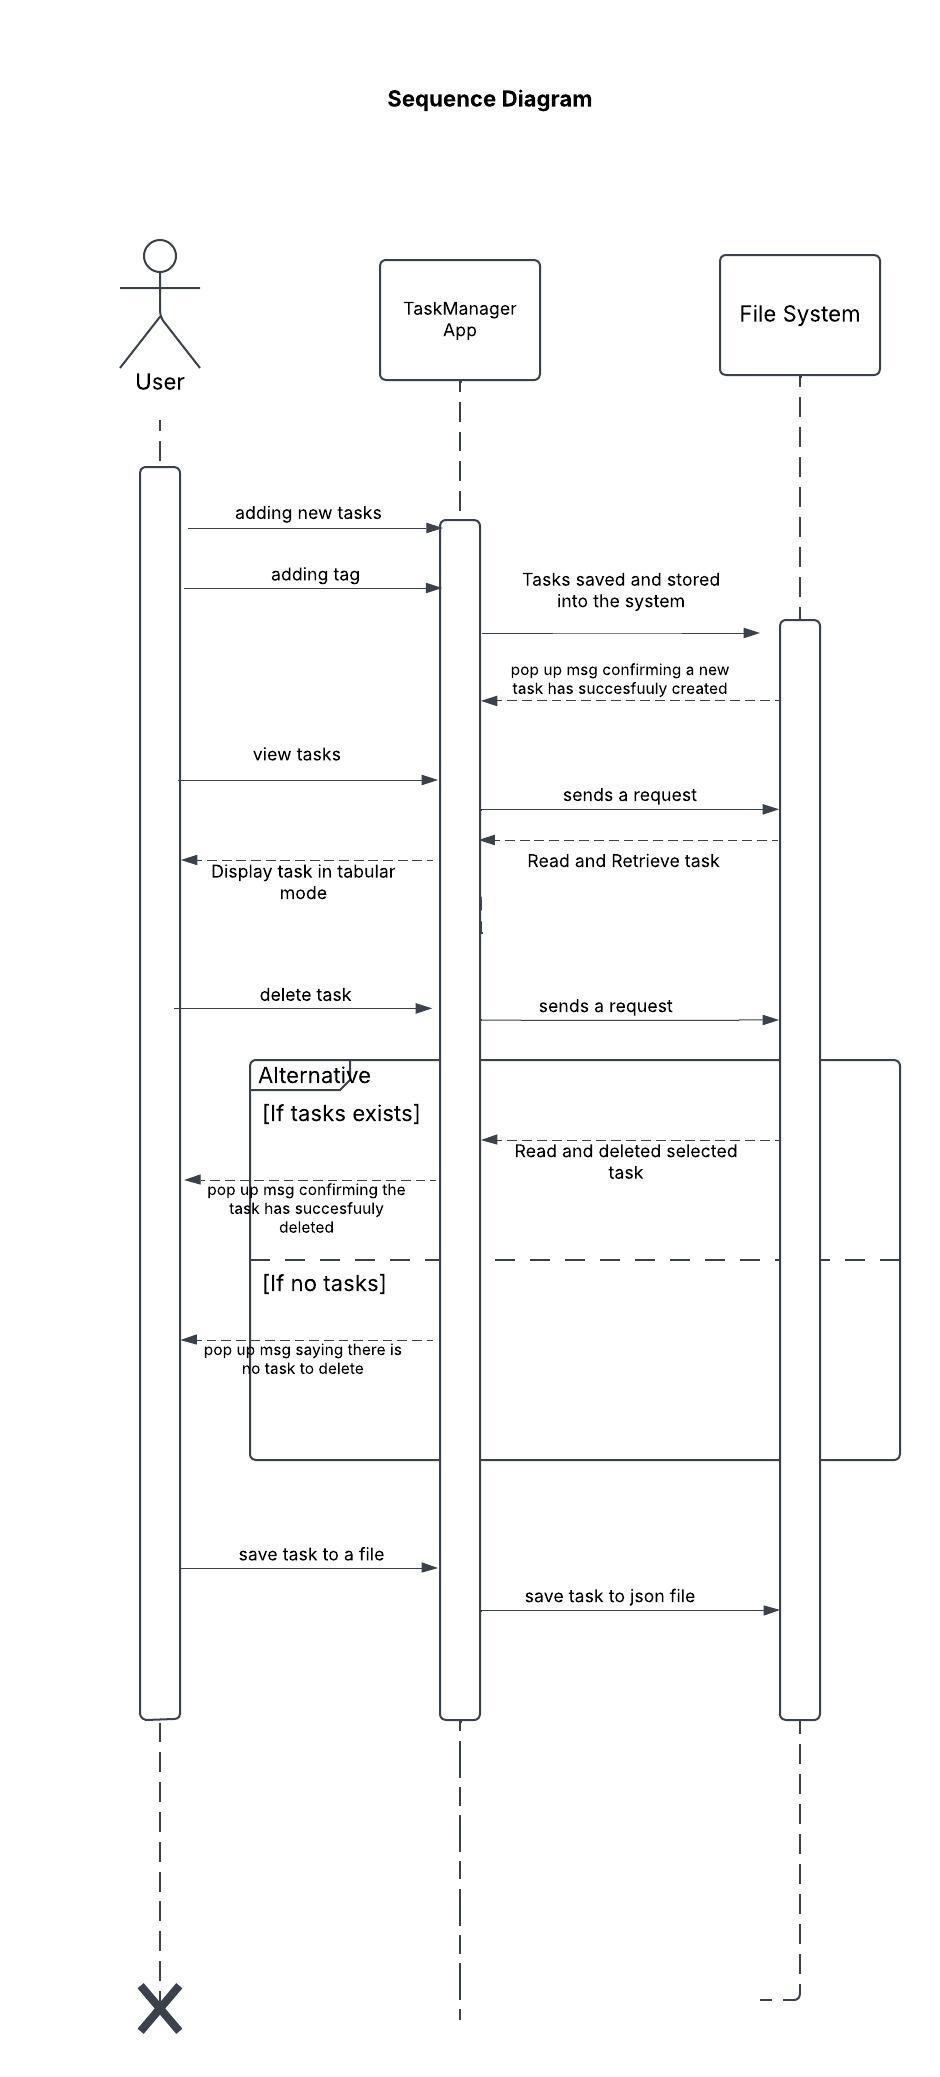 Sequence Diagram
User
TaskManager
App
File System
adding new tasks
adding tag
Tasks saved and stored
into the system
pop up msg confirming a new
task has succesfuuly created
view tasks
sends a request
Read and Retrieve task
Display task in tabular
mode
delete task
sends a request
Alternative
[If tasks exists]
Read and deleted selected
task
pop up msg confirming the
task has succesfuuly
deleted
[If no tasks]
pop up msg saying there is
no task to delete
save task to a file
save task to json file